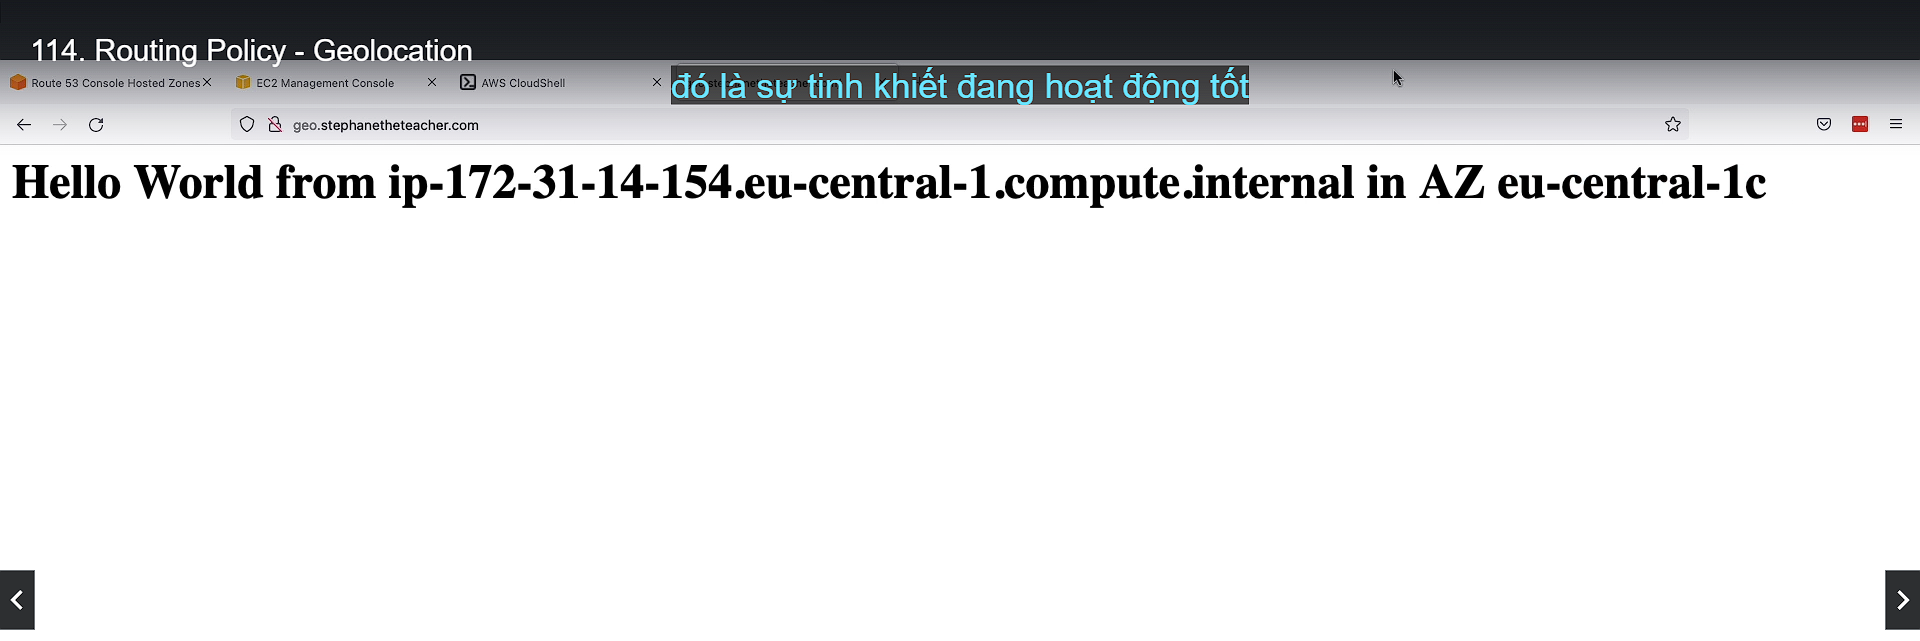 114. Routing Policy - Geolocation
Route 53 Console Hosted Zones
EC2 Management Console
AWS CloudShell
đó là sự tinh khiết đang hoạt động tốt
geo.stephanetheteacher.com
Hello World from ip-172-31-14-154.eu-central-1.compute.internal in AZ eu-central-1c